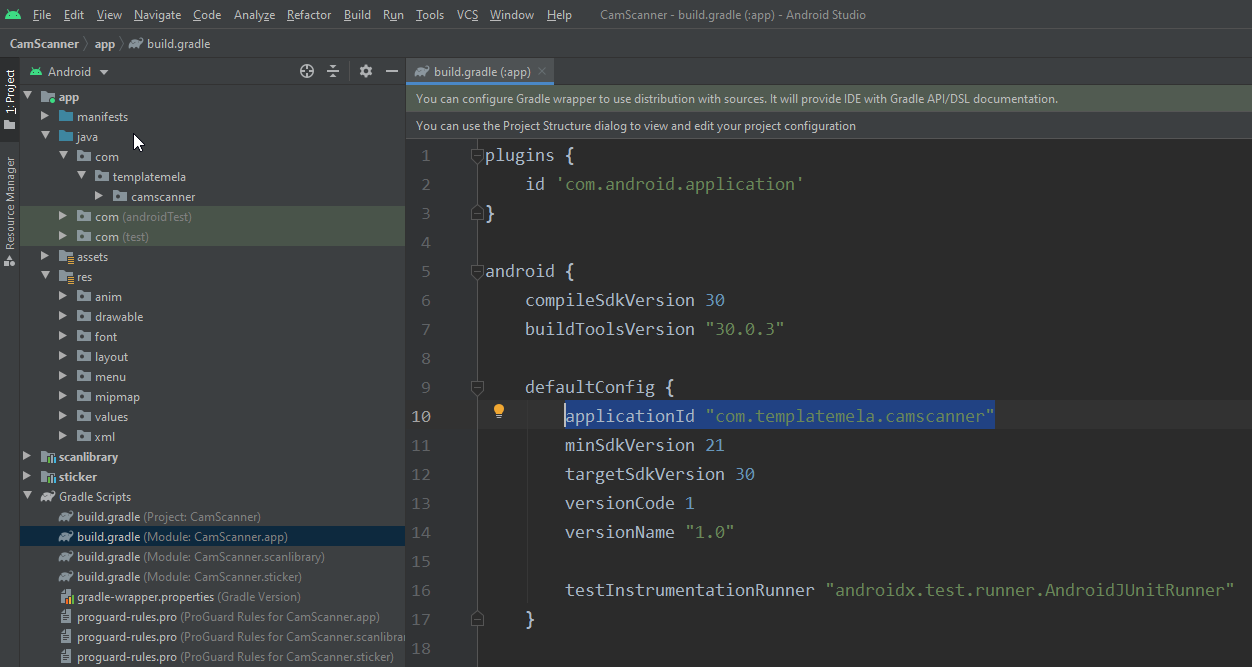 File Edit View Navigate Code Analyze Refactor Build Run Tools VCS Window Help CamScanner - build.gradle (:app) - Android Studio
CamScanner app build.gradle
1: Project
Resource Manager
Android
app
manifests
java
com
templatemela
camscanner
com (androidTest)
com (test)
assets
res
anim
drawable
font
layout
menu
mipmap
values
xml
scanlibrary
sticker
Gradle Scripts
build.gradle (Project: CamScanner)
build.gradle (Module: CamScanner.app)
build.gradle (Module: CamScanner.scanlibrary)
build.gradle (Module: CamScanner.sticker)
gradle-wrapper.properties (Gradle Version)
proguard-rules.pro (ProGuard Rules for CamScanner.app)
proguard-rules.pro (ProGuard Rules for CamScanner.scanlibrar
proguard-rules.pro (ProGuard Rules for CamScanner.sticker)
build.gradle (:app)
You can configure Gradle wrapper to use distribution with sources. It will provide IDE with Gradle API/DSL documentation.
You can use the Project Structure dialog to view and edit your project configuration
1 plugins {
2 id 'com.android.application'
3 }
4
5 android {
6 compileSdkVersion 30
7 buildToolsVersion "30.0.3"
8
9 defaultConfig {
10 applicationId "com.templatemela.camscanner"
11 minSdkVersion 21
12 targetSdkVersion 30
13 versionCode 1
14 versionName "1.0"
15
16 testInstrumentationRunner "androidx.test.runner.AndroidJUnitRunner"
17 }
18